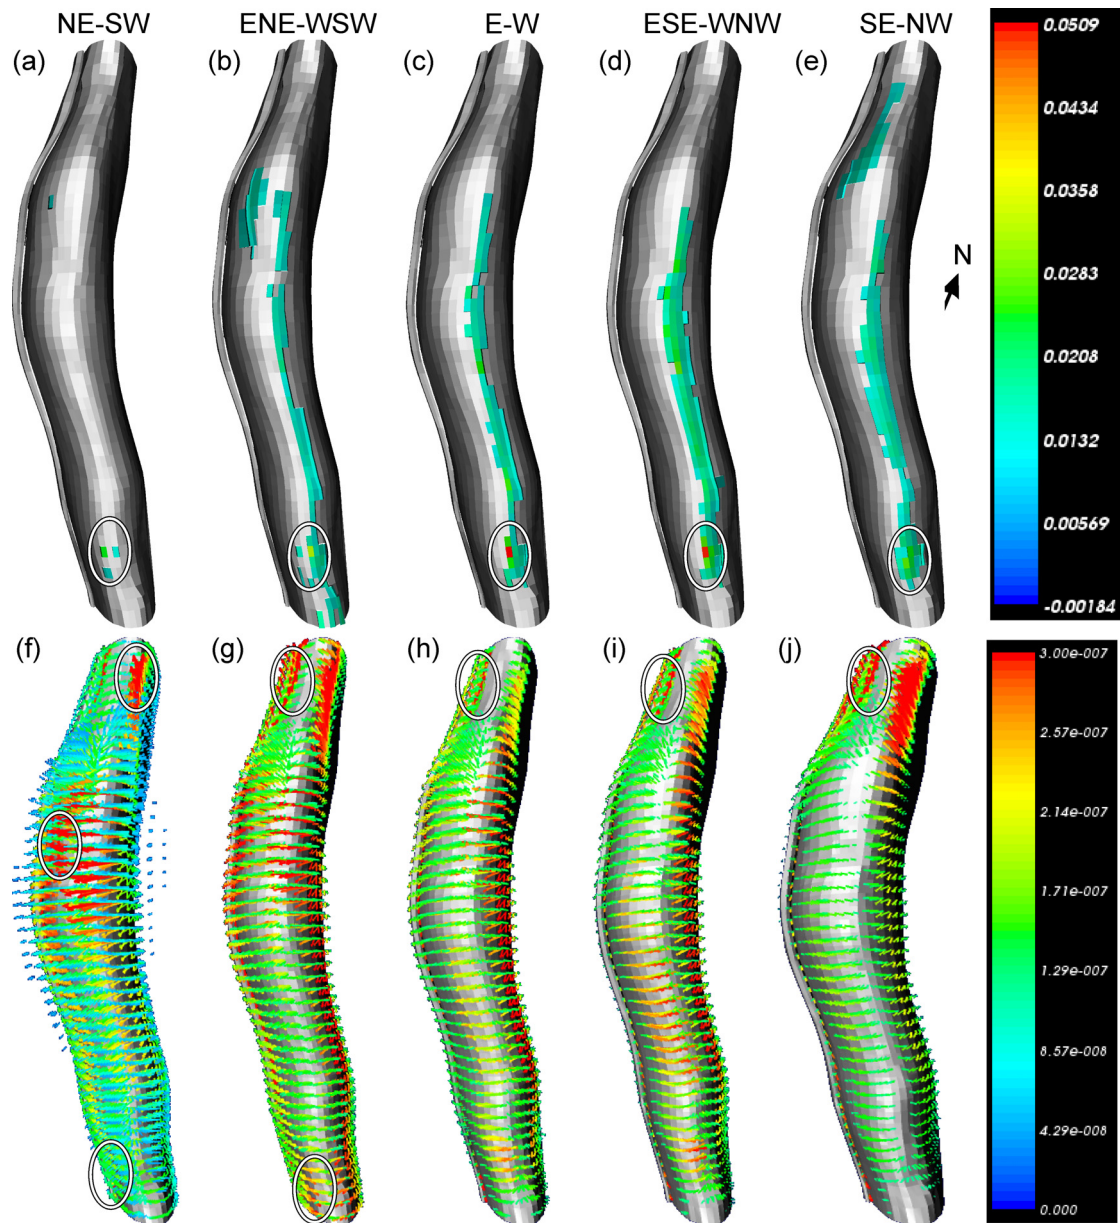 NE-SW ENE-WSW E-W ESE-WNW SE-NW
(a) (b) (c) (d) (e)
N
0.0509
0.0434
0.0358
0.0283
0.0208
0.0132
0.00569
-0.00184
(f) (g) (h) (i) (j)
3.00e-007
2.57e-007
2.14e-007
1.71e-007
1.29e-007
8.57e-008
4.29e-008
0.000